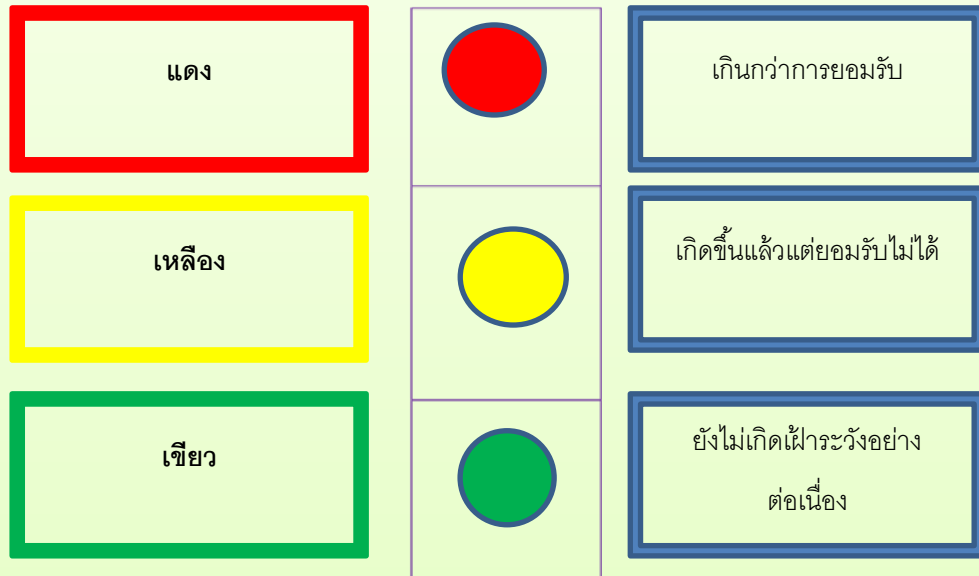 แดง
เกินกว่าการยอมรับ
เหลือง
เกิดขึ้นแล้วแต่ยอมรับไม่ได้
เขียว
ยังไม่เกิดเฝ้าระวังอย่าง
ต่อเนื่อง